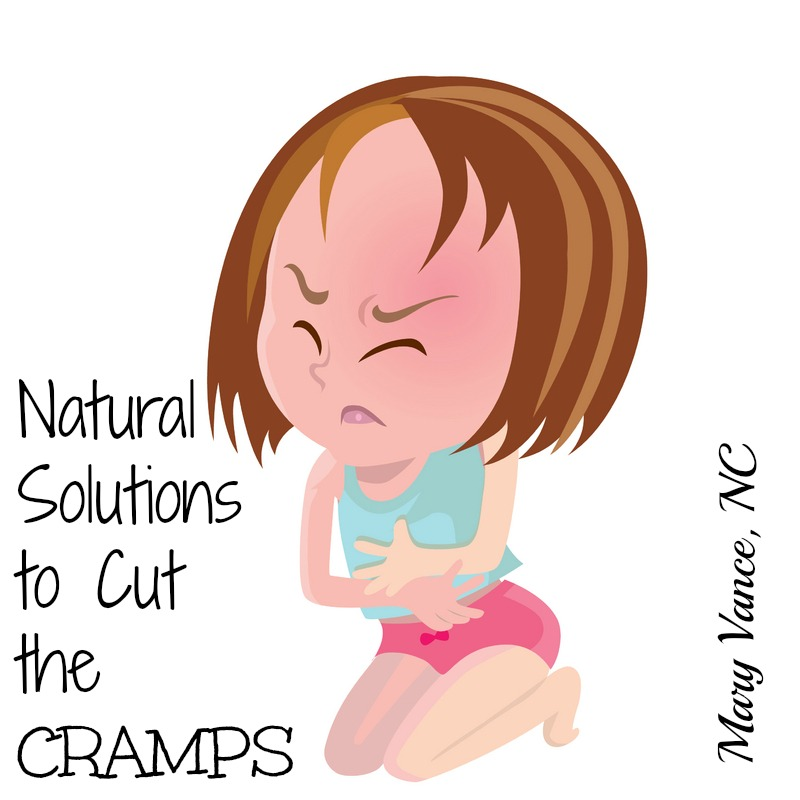 Natural
Solutions
to Cut
the
CRAMPS
Mary Vance, NC